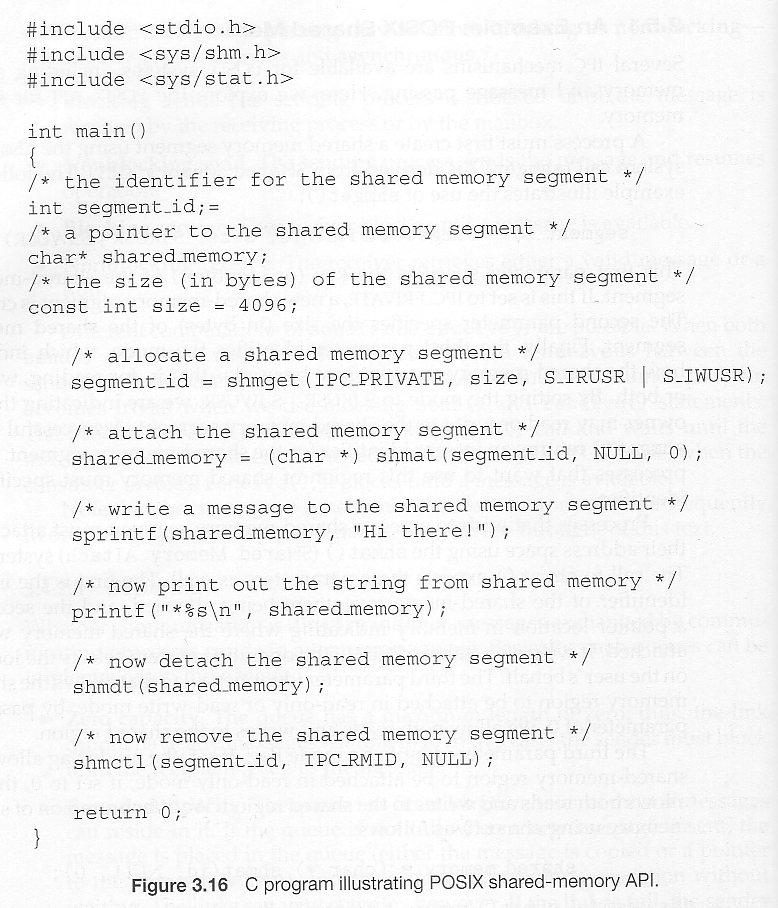 #include <stdio.h>
#include <sys/shm.h>
#include <sys/stat.h>
int main()
{
/* the identifier for the shared memory segment */
int segment_id;=
/* a pointer to the shared memory segment */
char* shared_memory;
/* the size (in bytes) of the shared memory segment */
const int size = 4096;
/* allocate a shared memory segment */
segment_id = shmget(IPC_PRIVATE, size, S_IRUSR | S_IWUSR);
/* attach the shared memory segment */
shared_memory = (char *) shmat(segment_id, NULL, 0);
/* write a message to the shared memory segment */
sprintf(shared_memory, "Hi there!");
/* now print out the string from shared memory */
printf("*%s\n", shared_memory);
/* now detach the shared memory segment */
shmdt(shared_memory);
/* now remove the shared memory segment */
shmctl(segment_id, IPC_RMID, NULL);
return 0;
}
Figure 3.16 C program illustrating POSIX shared-memory API.